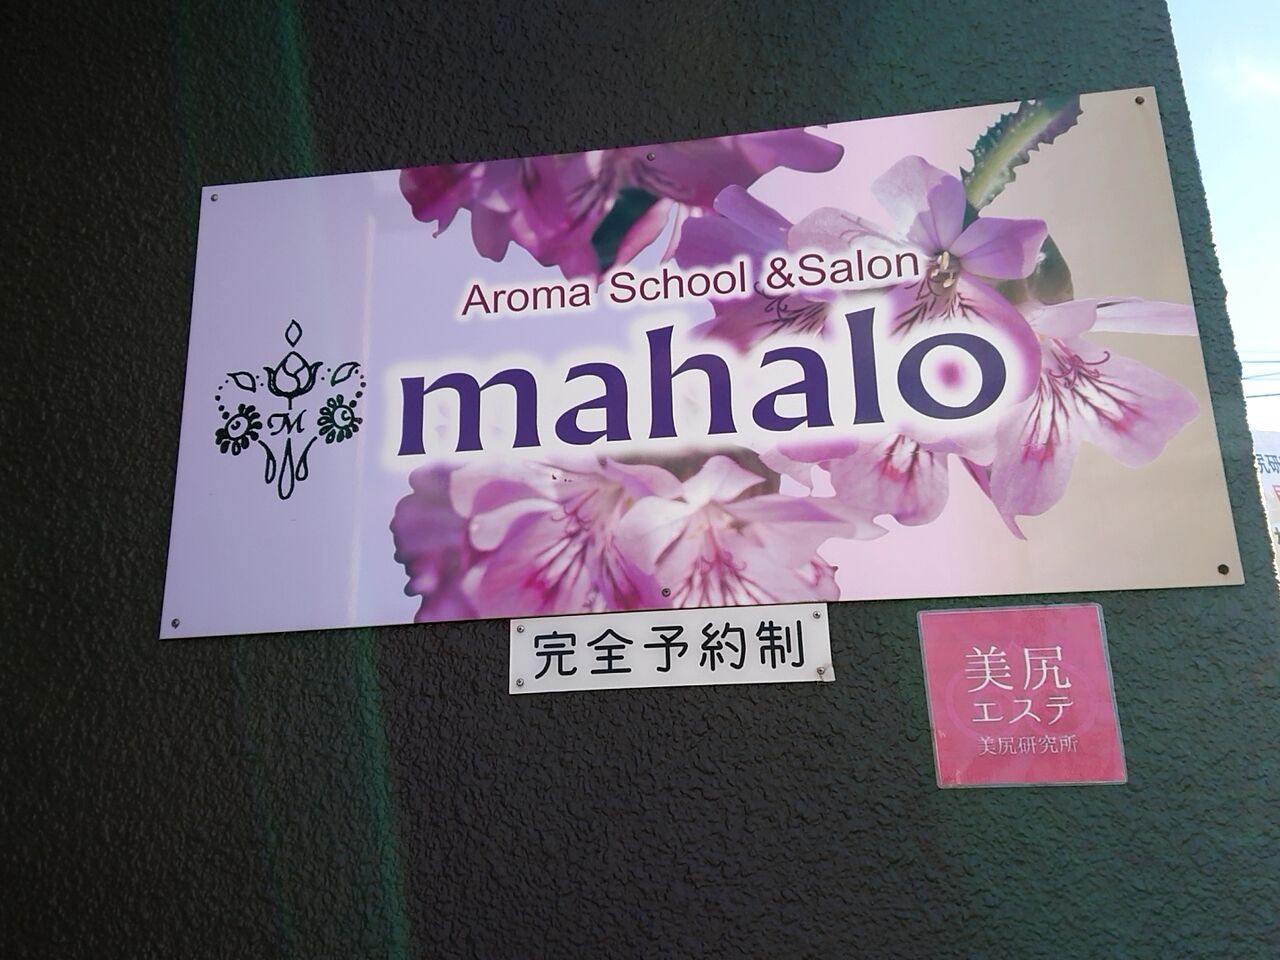 Aroma School &Salon
mahalo
M
完全予約制
美尻
エステ
美尻研究所